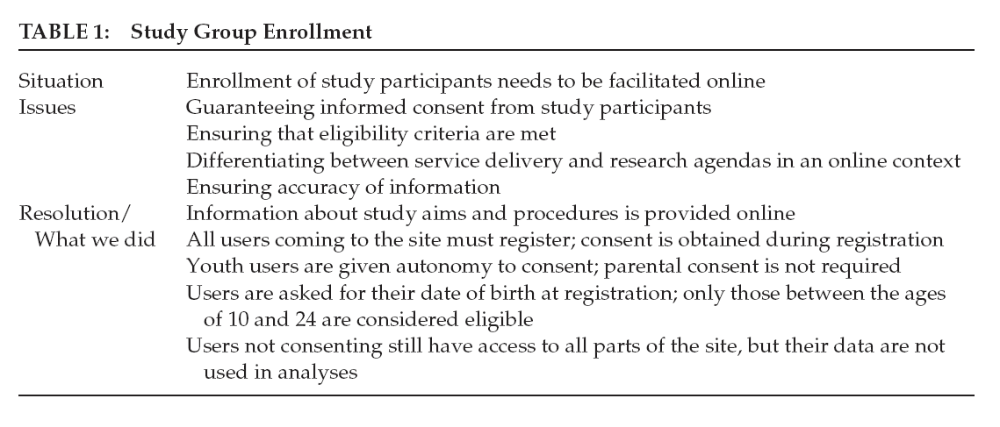 TABLE 1: Study Group Enrollment
Situation Enrollment of study participants needs to be facilitated online
Issues Guaranteeing informed consent from study participants
Ensuring that eligibility criteria are met
Differentiating between service delivery and research agendas in an online context
Ensuring accuracy of information
Resolution/ Information about study aims and procedures is provided online
What we did All users coming to the site must register; consent is obtained during registration
Youth users are given autonomy to consent; parental consent is not required
Users are asked for their date of birth at registration; only those between the ages
of 10 and 24 are considered eligible
Users not consenting still have access to all parts of the site, but their data are not
used in analyses